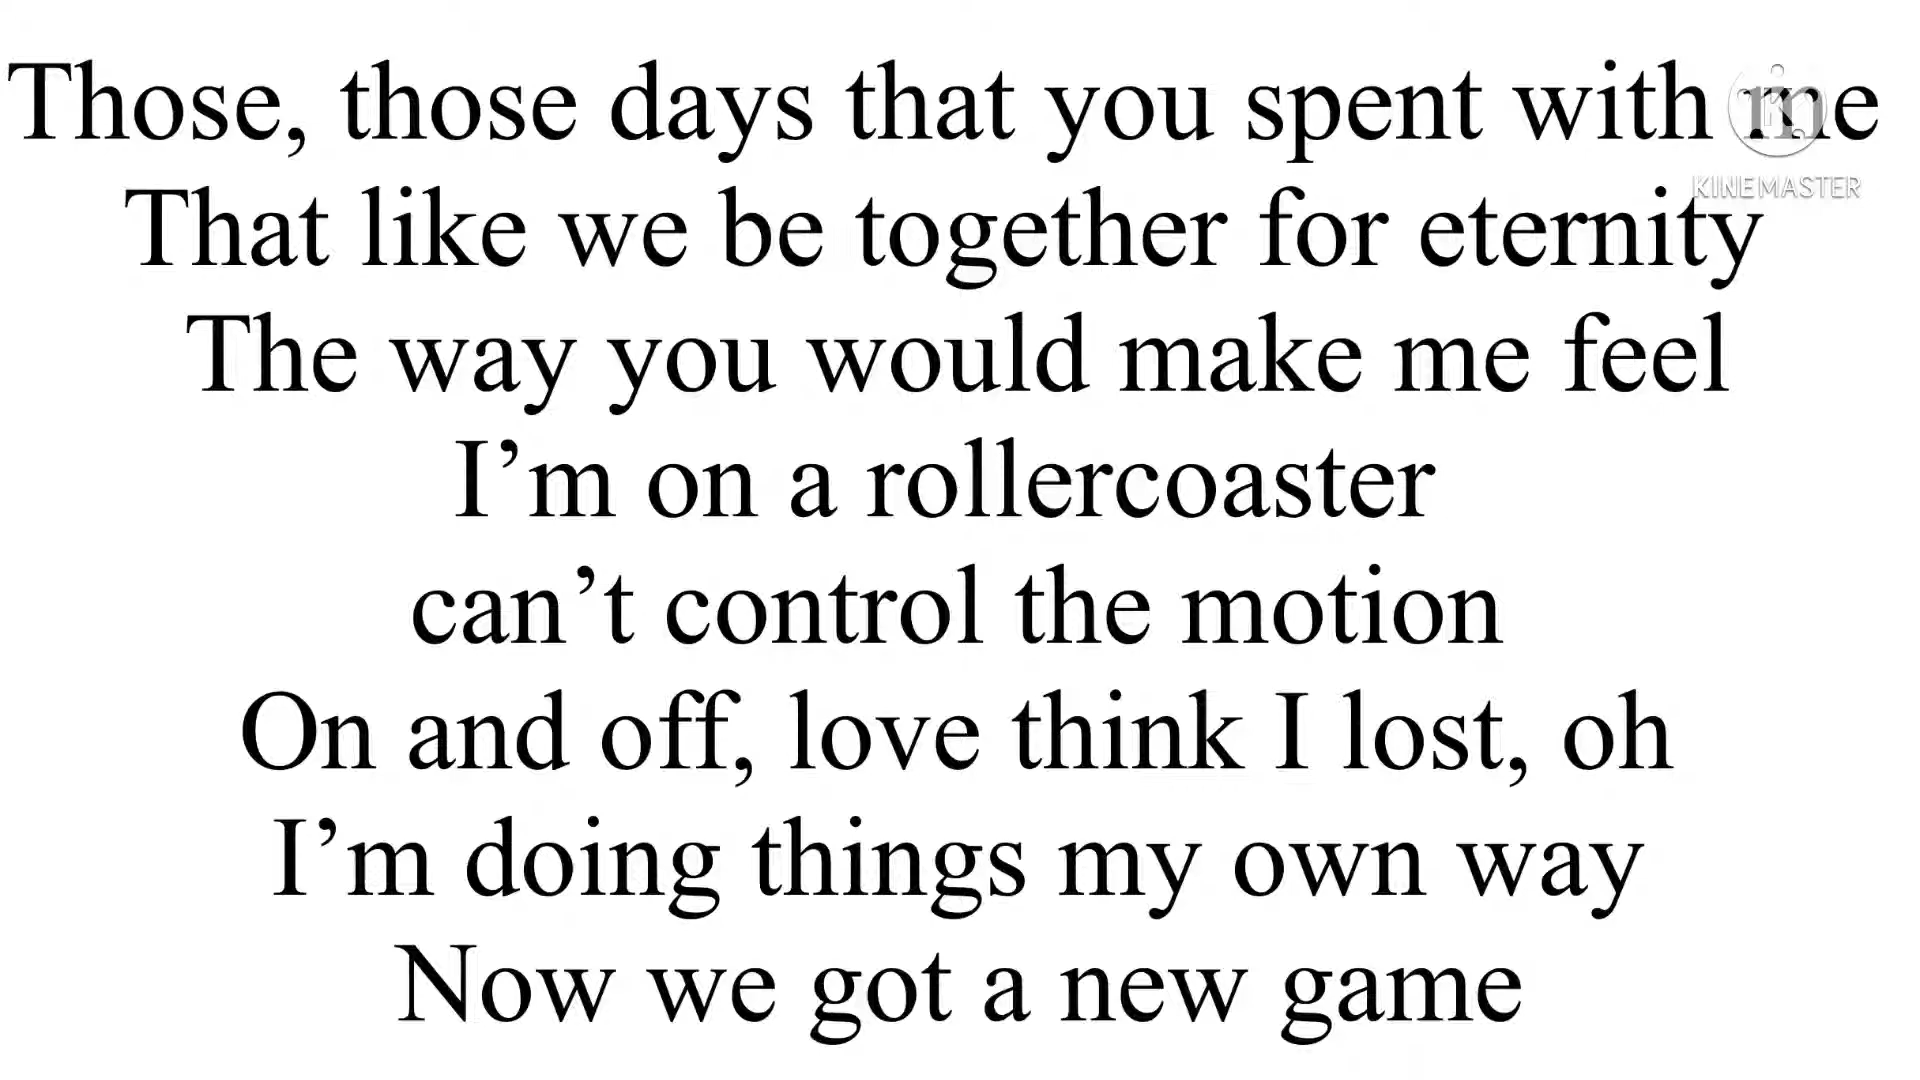 Those, those days that you spent with me
KINEMASTER
That like we be together for eternity
The way you would make me feel
I’m on a rollercoaster
can’t control the motion
On and off, love think I lost, oh
I’m doing things my own way
Now we got a new game